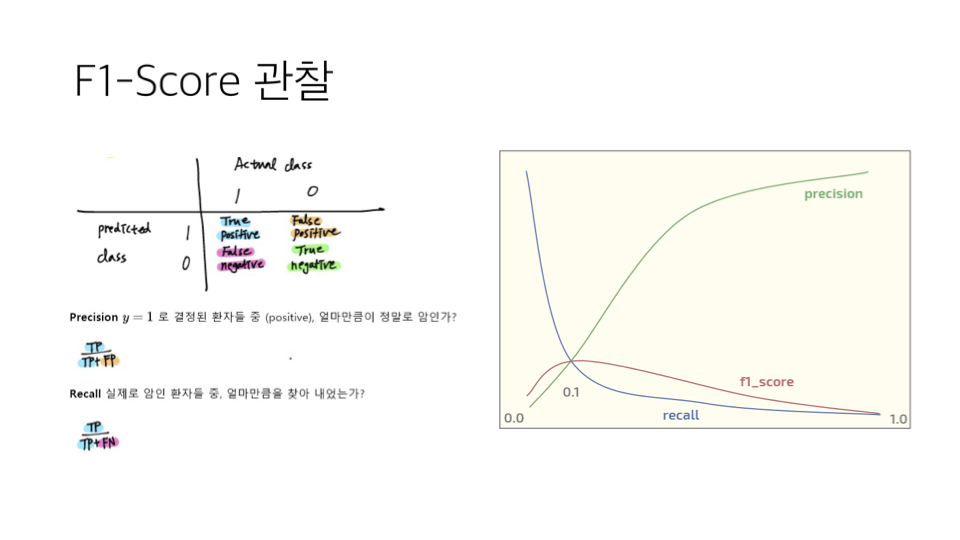 F1-Score 관찰
Actual class
1 0
predicted 1 True positive False positive
class 0 False negative True negative
Precision y = 1 로 결정된 환자들 중 (positive), 얼마만큼이 정말로 암인가?
TP
TP+FP
Recall 실제로 암인 환자들 중, 얼마만큼을 찾아 내었는가?
TP
TP+FN
precision
f1_score
0.1
recall
0.0
1.0